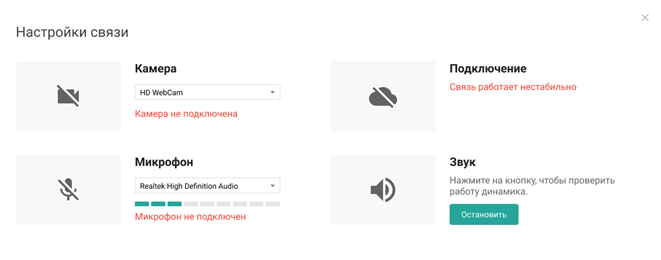 Настройки связи
Камера
HD WebCam
Камера не подключена
Подключение
Связь работает нестабильно
Микрофон
Realtek High Definition Audio
Микрофон не подключен
Звук
Нажмите на кнопку, чтобы проверить
работу динамика.
Остановить